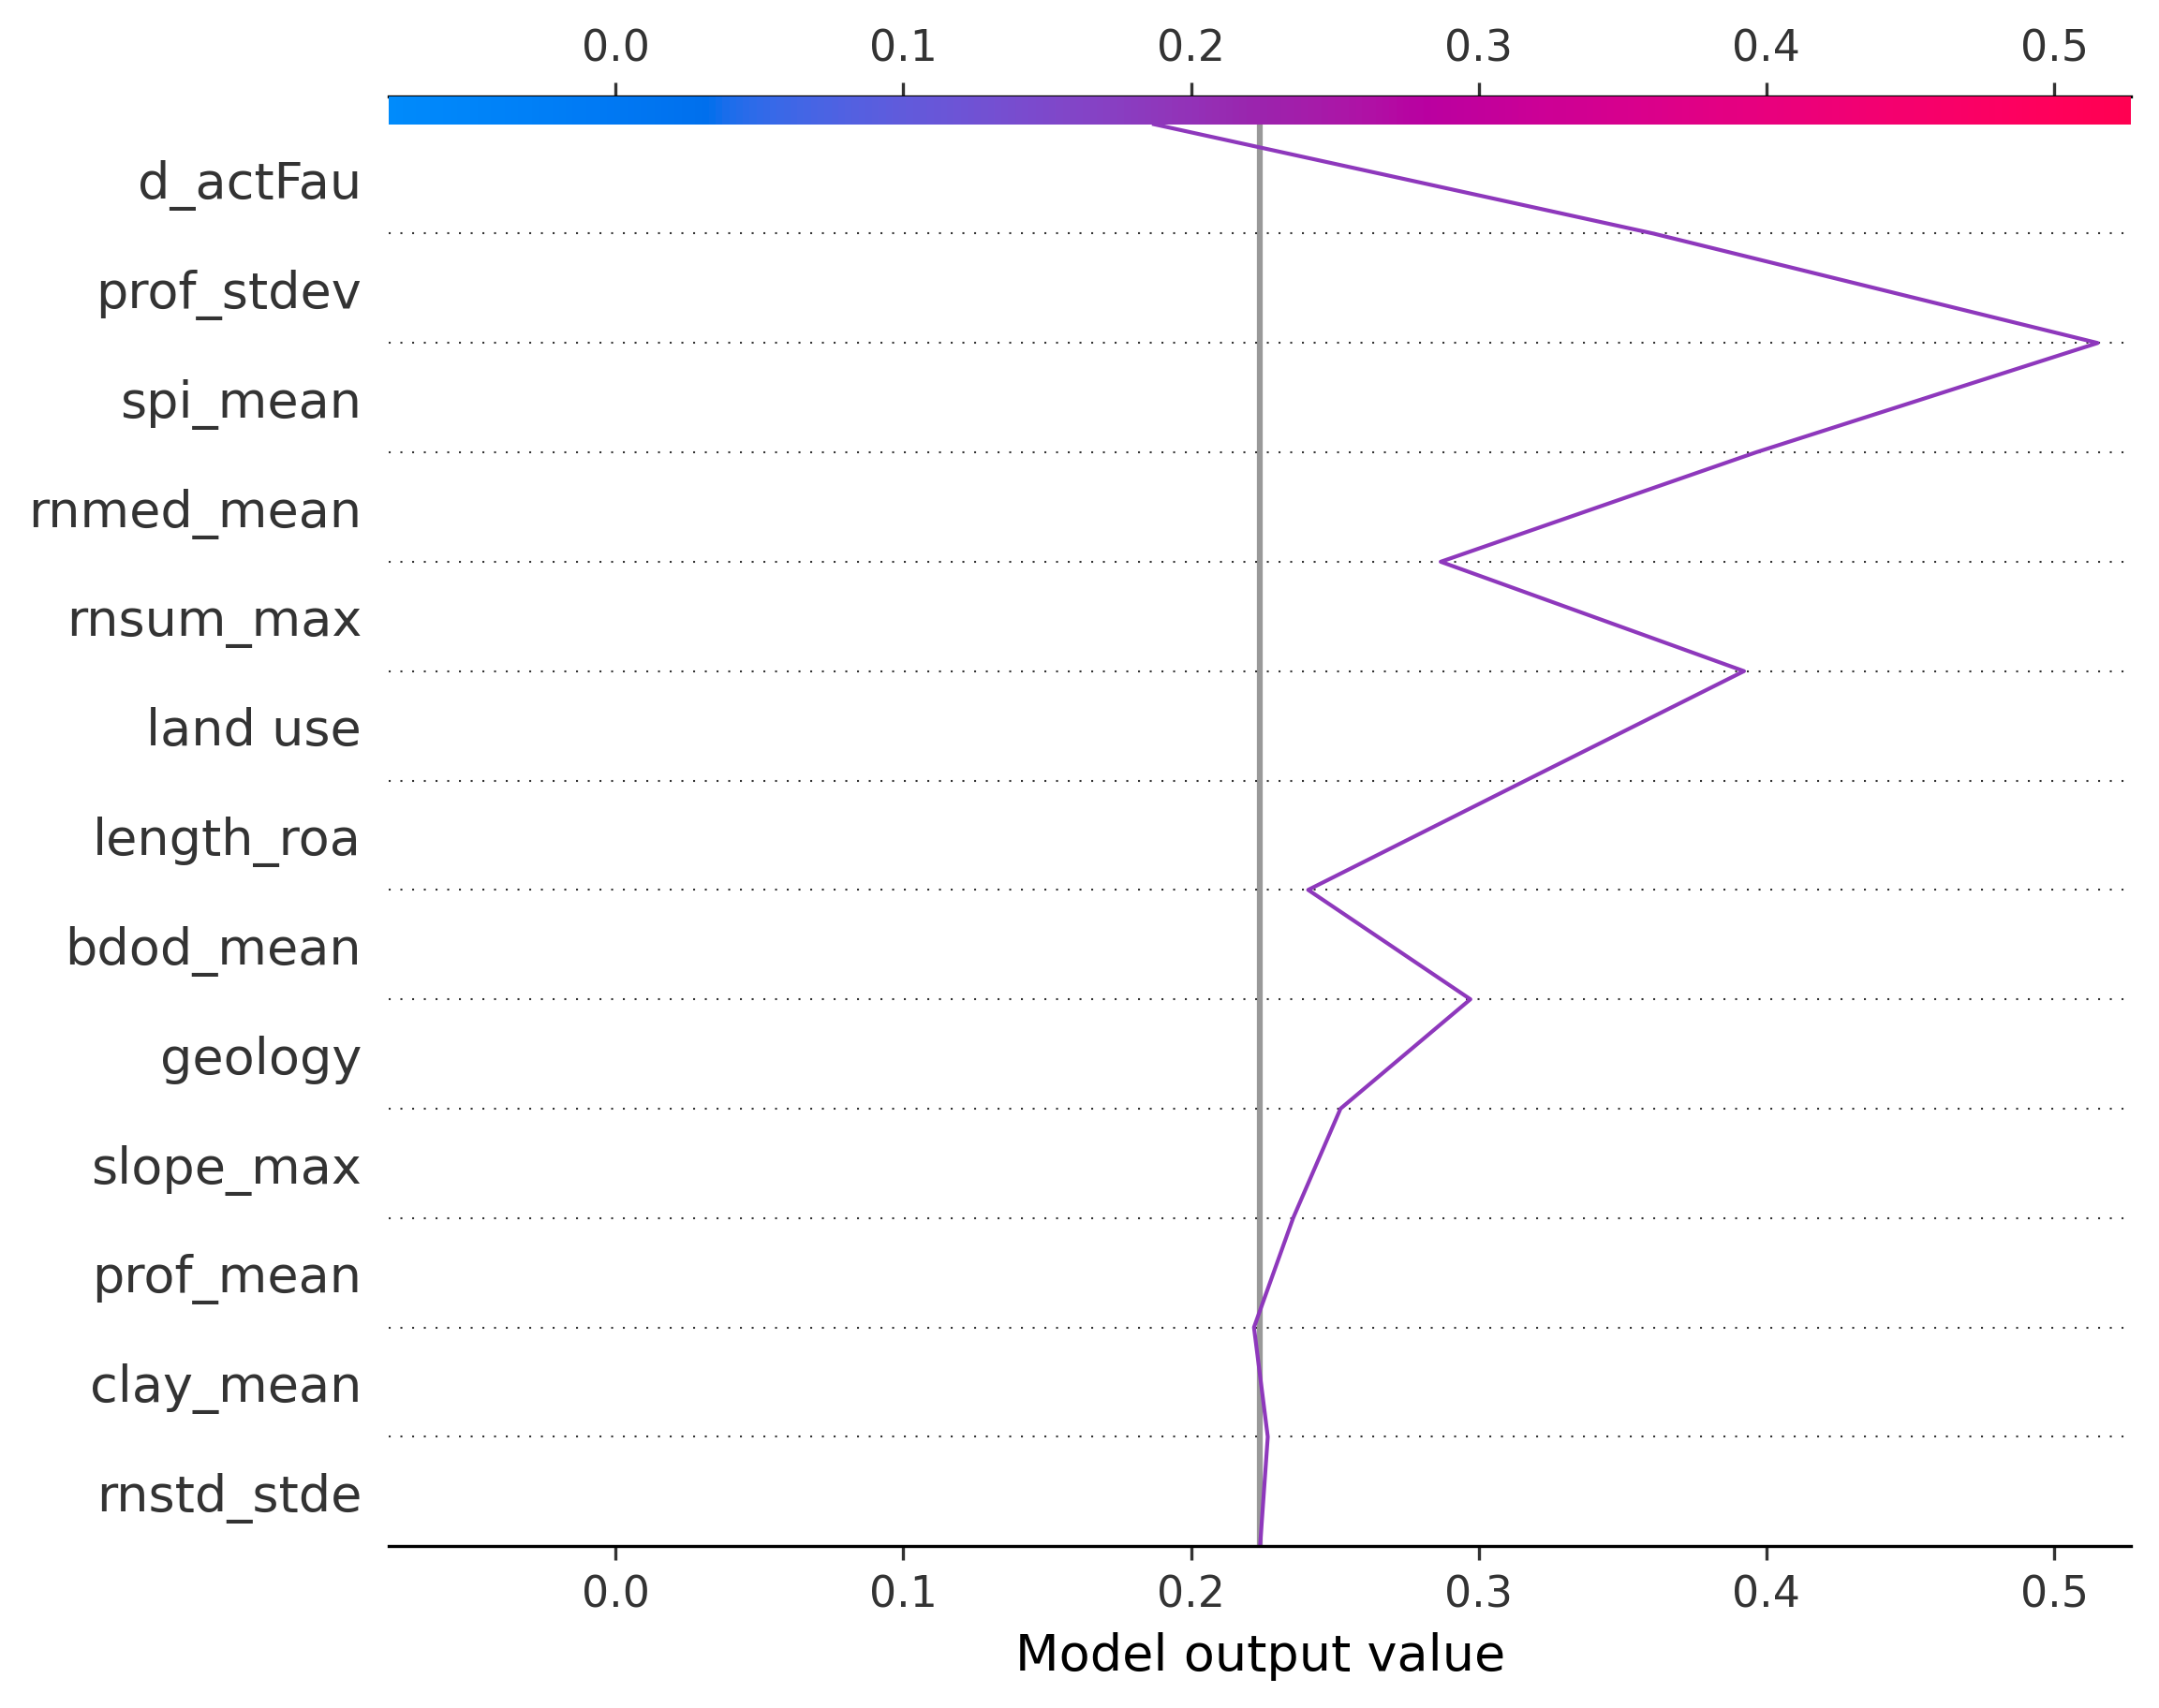 0.0 0.1 0.2 0.3 0.4 0.5
d_actFau
prof_stdev
spi_mean
rnmed_mean
rnsum_max
land use
length_roa
bdod_mean
geology
slope_max
prof_mean
clay_mean
rnstd_stde
0.0 0.1 0.2 0.3 0.4 0.5
Model output value